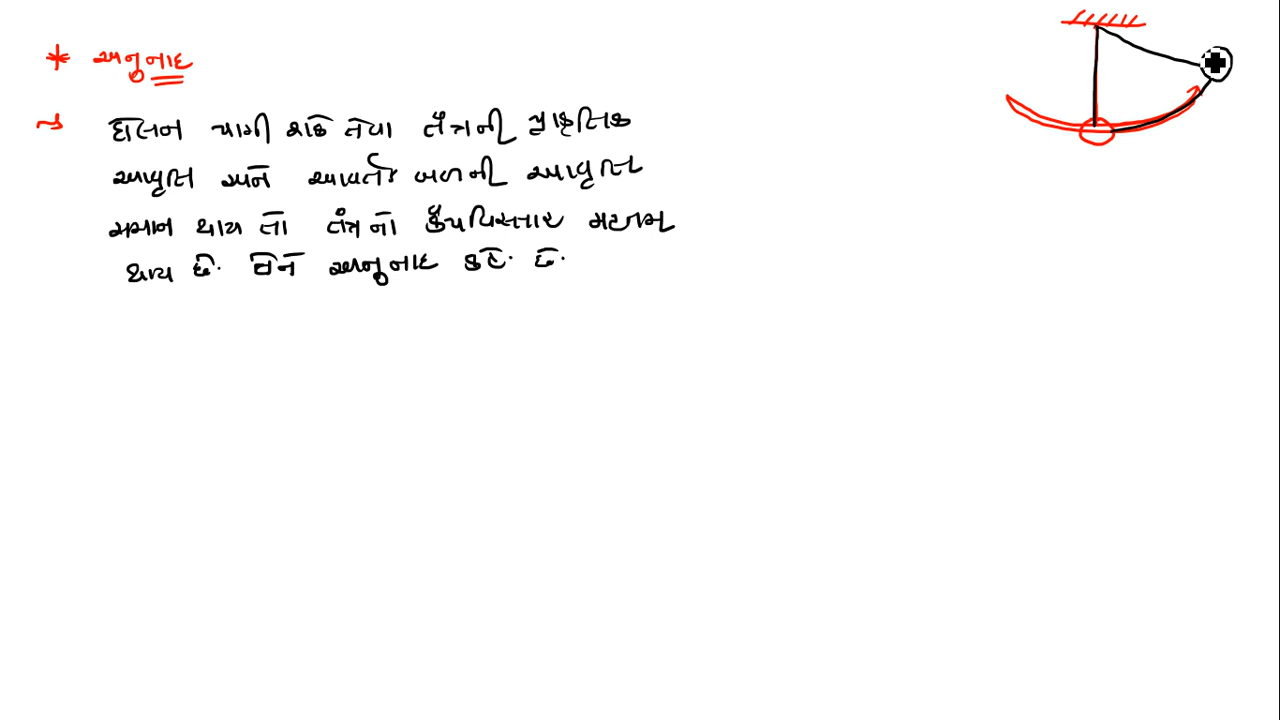 * અનુનાદ
→ દોલન પામી શકે તેવા તંત્રની પ્રાકૃતિક
આવૃત્તિ અને આવર્ત બળની આવૃત્તિ
સમાન થાય તો તંત્રનો કંપવિસ્તાર મહત્તમ
થાય છે. જેને અનુનાદ કહે છે.